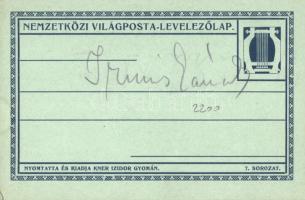 NEMZETKÖZI VILÁGPOSTA-LEVELEZŐLAP.
2200
NYOMTATTA ÉS KIADJA KNER IZIDOR GYOMÁN.
7. SOROZAT.